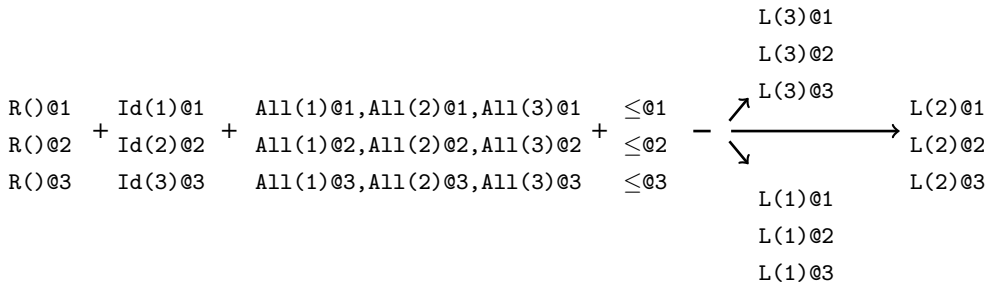 L(3)@1
L(3)@2
L(3)@3
R()@1 Id(1)@1 All(1)@1,All(2)@1,All(3)@1 ≤@1 L(2)@1
R()@2 + Id(2)@2 + All(1)@2,All(2)@2,All(3)@2 + ≤@2 − L(2)@2
R()@3 Id(3)@3 All(1)@3,All(2)@3,All(3)@3 ≤@3 L(2)@3
L(1)@1
L(1)@2
L(1)@3